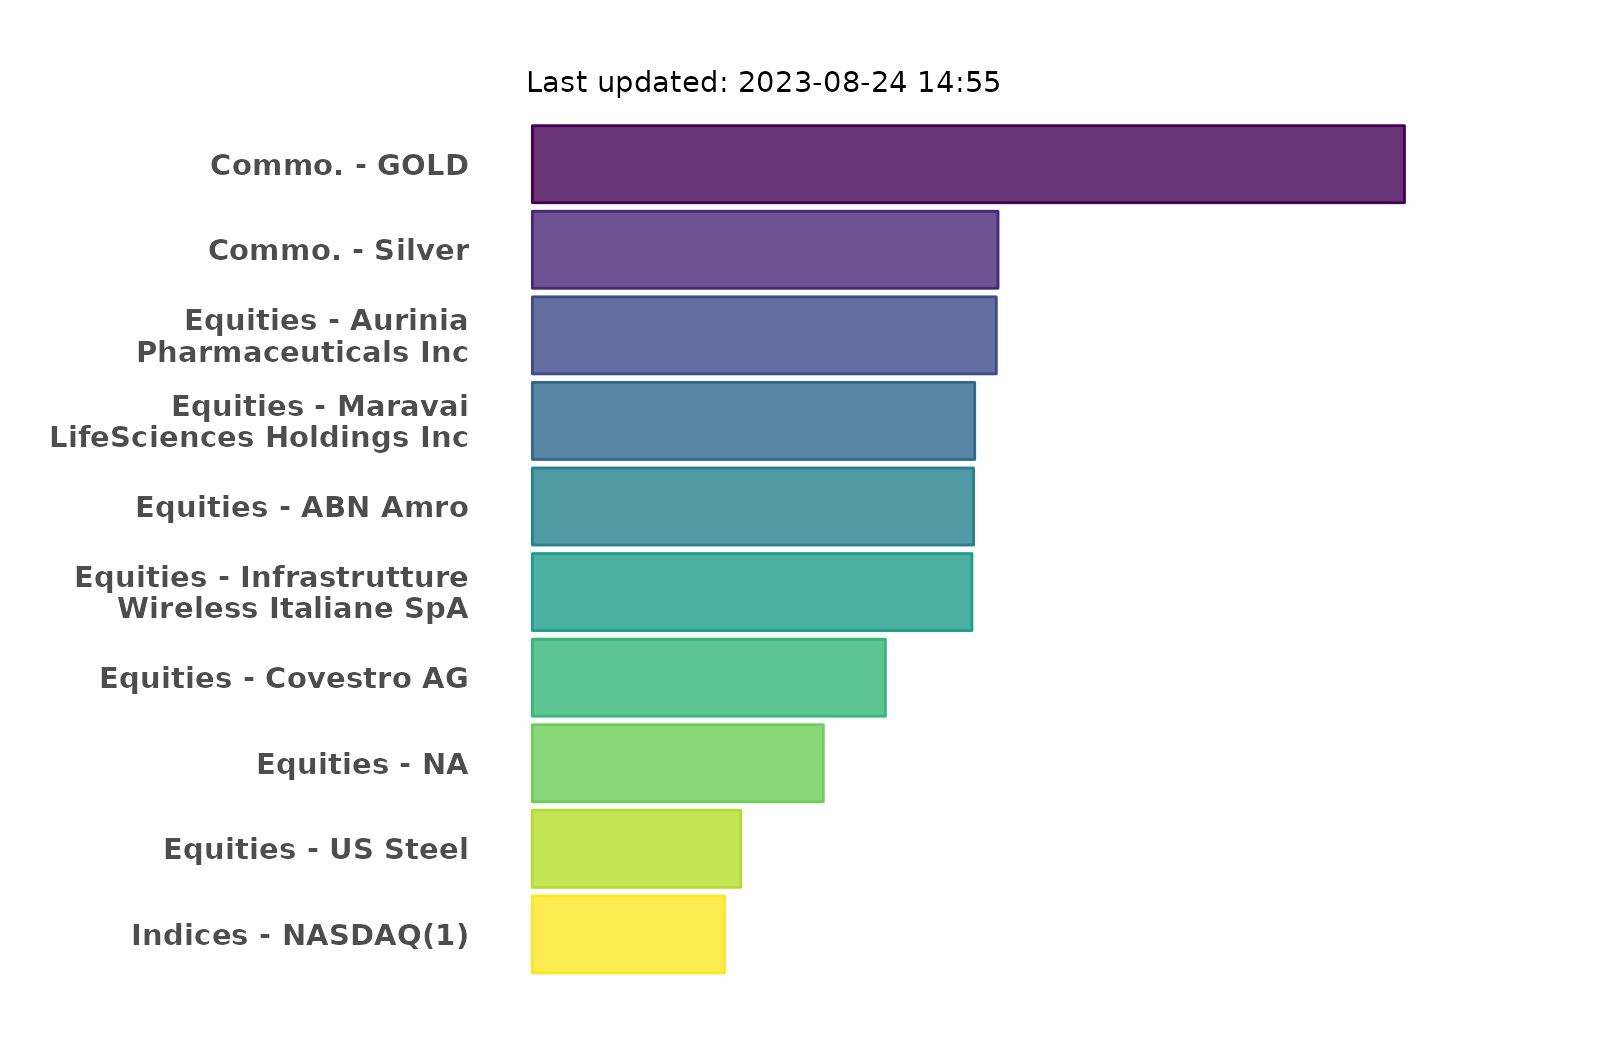 Last updated: 2023-08-24 14:55
Commo. - GOLD
Commo. - Silver
Equities - Aurinia
Pharmaceuticals Inc
Equities - Maravai
LifeSciences Holdings Inc
Equities - ABN Amro
Equities - Infrastrutture
Wireless Italiane SpA
Equities - Covestro AG
Equities - NA
Equities - US Steel
Indices - NASDAQ(1)